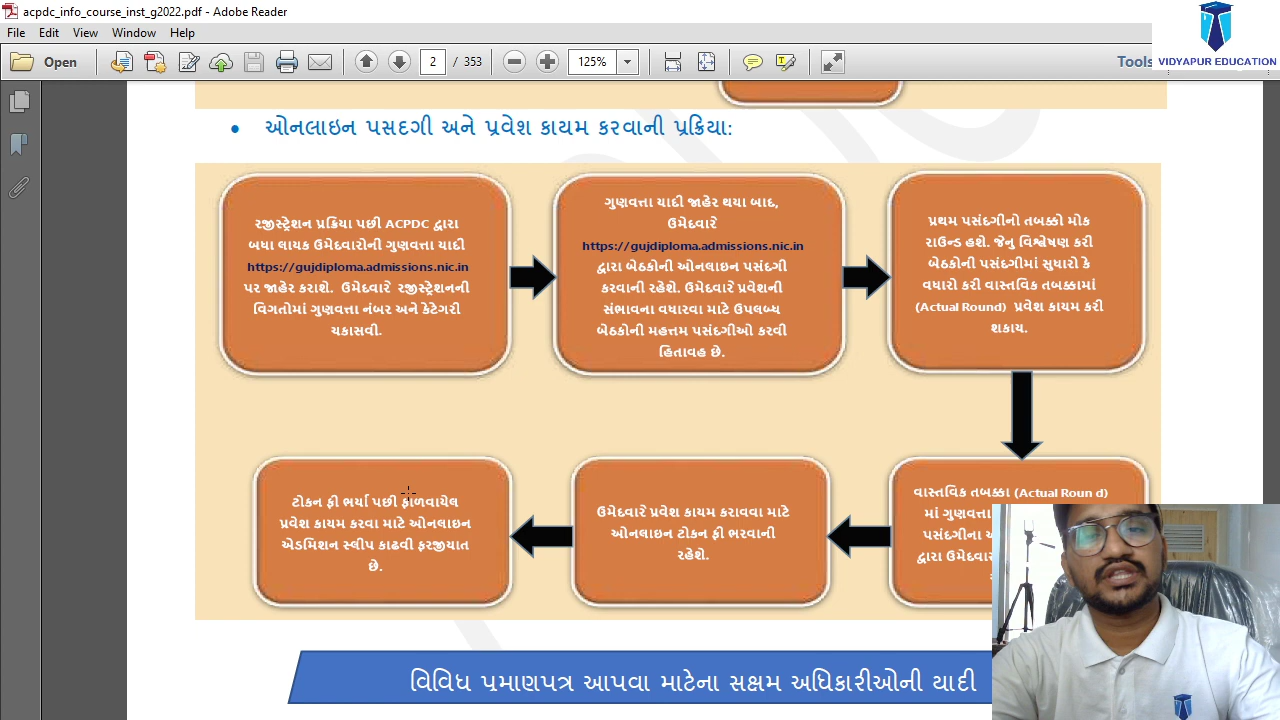 acpdc_info_course_inst_g2022.pdf - Adobe Reader
File Edit View Window Help
Open 2 / 353 125% Tools
VIDYAPUR EDUCATION
• ઓનલાઇન પસદગી અને પ્રવેશ કાયમ કરવાની પ્રક્રિયા:
રજીસ્ટ્રેશન પ્રક્રિયા પછી ACPDC દ્વારા
બધા લાયક ઉમેદવારોની ગુણવત્તા યાદી
https://gujdiploma.admissions.nic.in
પર જાહેર કરાશે. ઉમેદવારે રજીસ્ટ્રેશનની
વિગતોમાં ગુણવત્તા નંબર અને કેટેગરી
ચકાસવી.
ગુણવત્તા યાદી જાહેર થયા બાદ,
ઉમેદવારે
https://gujdiploma.admissions.nic.in
દ્વારા બેઠકોની ઓનલાઇન પસંદગી
કરવાની રહેશે. ઉમેદવારે પ્રવેશની
સંભાવના વધારવા માટે ઉપલબ્ધ
બેઠકોની મહત્તમ પસંદગીઓ કરવી
હિતાવહ છે.
પ્રથમ પસંદગીનો તબક્કો મોક
રાઉન્ડ હશે. જેનુ વિશ્લેષણ કરી
બેઠકોની પસંદગીમાં સુધારો કે
વધારો કરી વાસ્તવિક તબક્કામાં
(Actual Round) પ્રવેશ કાયમ કરી
શકાય.
વાસ્તવિક તબક્કા (Actual Roun d)
માં ગુણવત્તા
પસંદગીના
દ્વારા ઉમેદવાર
ઉમેદવારે પ્રવેશ કાયમ કરાવવા માટે
ઓનલાઇન ટોકન ફી ભરવાની
રહેશે.
ટોકન ફી ભર્યા પછી ફાળવાયેલ
પ્રવેશ કાયમ કરવા માટે ઓનલાઇન
એડમિશન સ્લીપ કાઢવી ફરજીયાત
છે.
વિવિધ પ્રમાણપત્ર આપવા માટેના સક્ષમ અધિકારીઓની યાદી